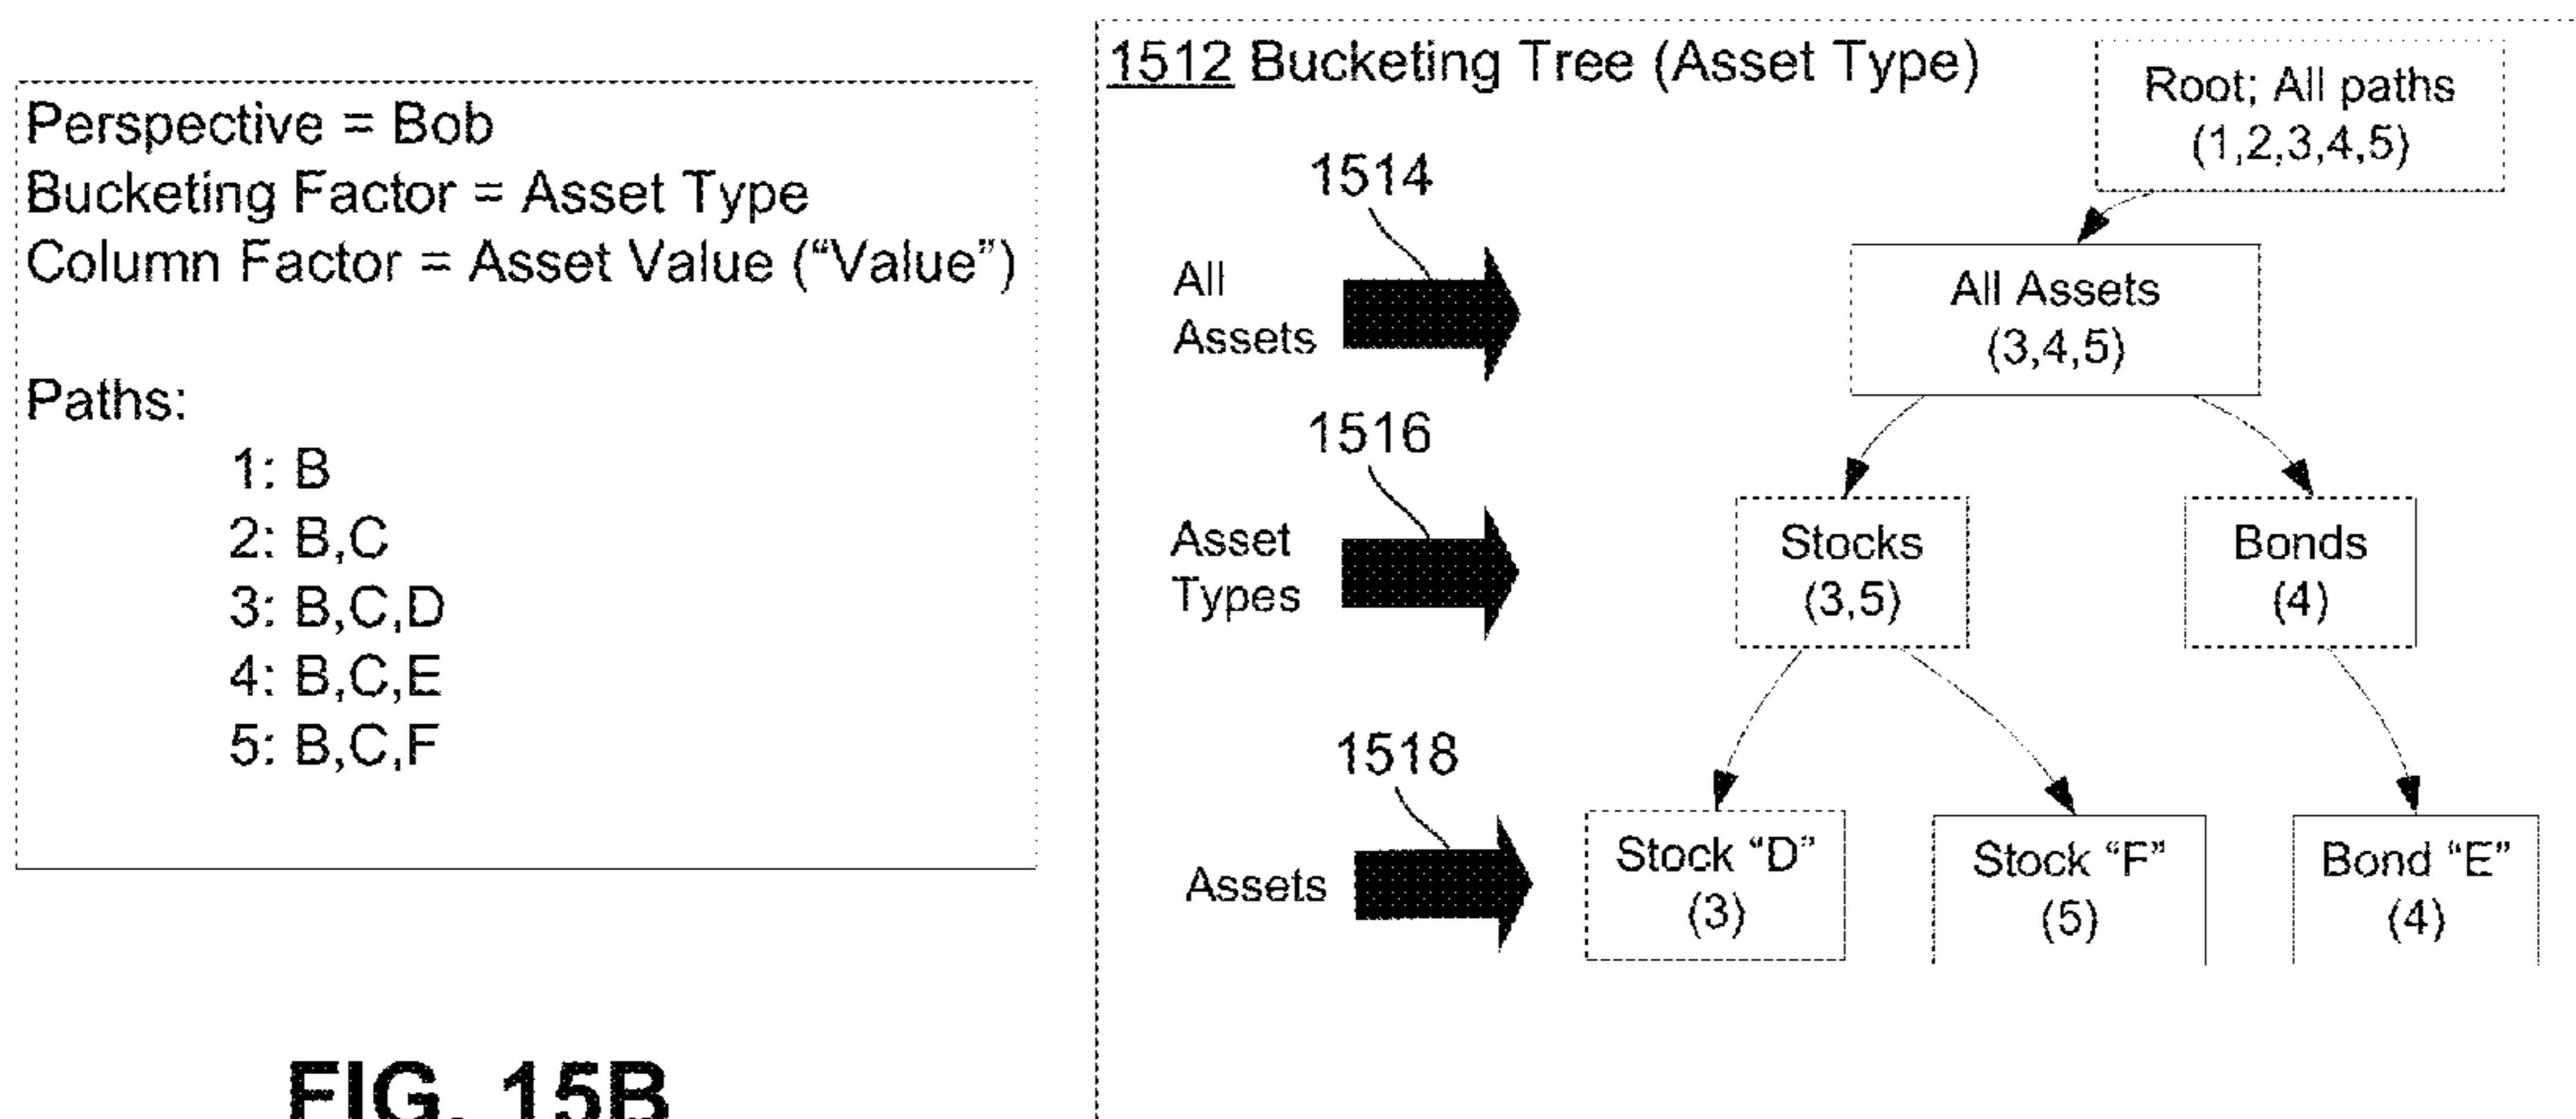 Perspective = Bob
Bucketing Factor = Asset Type
Column Factor = Asset Value (“Value”)
Paths:
1: B
2: B,C
3: B,C,D
4: B,C,E
5: B,C,F
FIG. 15B
1512 Bucketing Tree (Asset Type)
Root; All paths
(1,2,3,4,5)
1514
All
Assets
All Assets
(3,4,5)
1516
Asset
Types
Stocks
(3,5)
Bonds
(4)
1518
Assets
Stock “D”
(3)
Stock “F”
(5)
Bond “E”
(4)